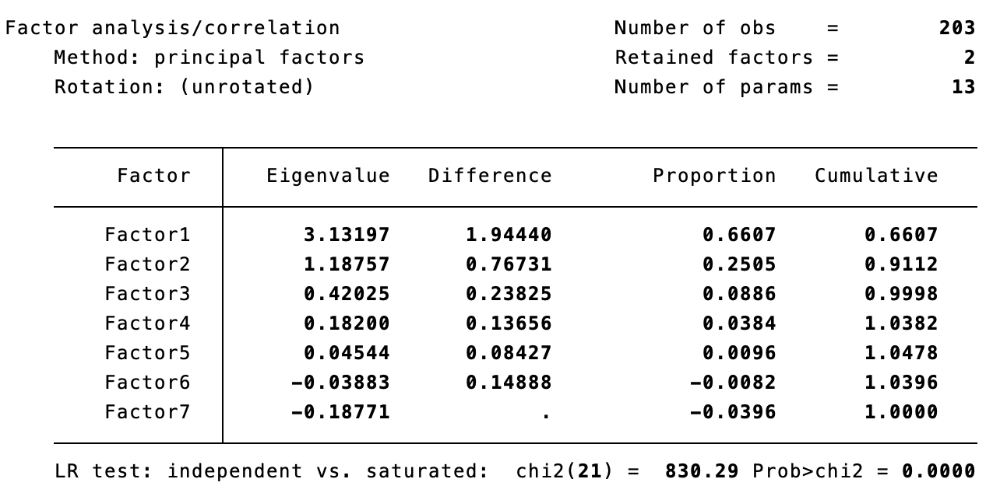 Factor analysis/correlation Number of obs = 203
Method: principal factors Retained factors = 2
Rotation: (unrotated) Number of params = 13
Factor Eigenvalue Difference Proportion Cumulative
Factor1 3.13197 1.94440 0.6607 0.6607
Factor2 1.18757 0.76731 0.2505 0.9112
Factor3 0.42025 0.23825 0.0886 0.9998
Factor4 0.18200 0.13656 0.0384 1.0382
Factor5 0.04544 0.08427 0.0096 1.0478
Factor6 -0.03883 0.14888 -0.0082 1.0396
Factor7 -0.18771 . -0.0396 1.0000
LR test: independent vs. saturated: chi2(21) = 830.29 Prob>chi2 = 0.0000